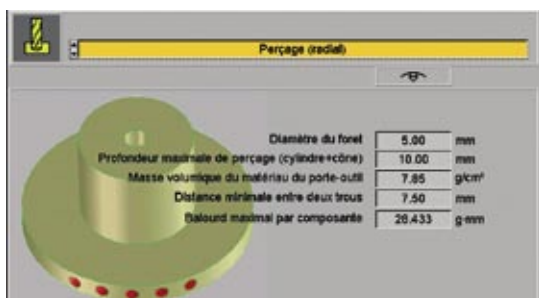 Perçage (radial)
Diamètre du foret 5.00 mm
Profondeur maximale de perçage (cylindre+cône) 10.00 mm
Masse volumique du matériau du porte-outil 7.85 g/cm³
Distance minimale entre deux trous 7.50 mm
Balourd maximal par composante 26.433 g·mm